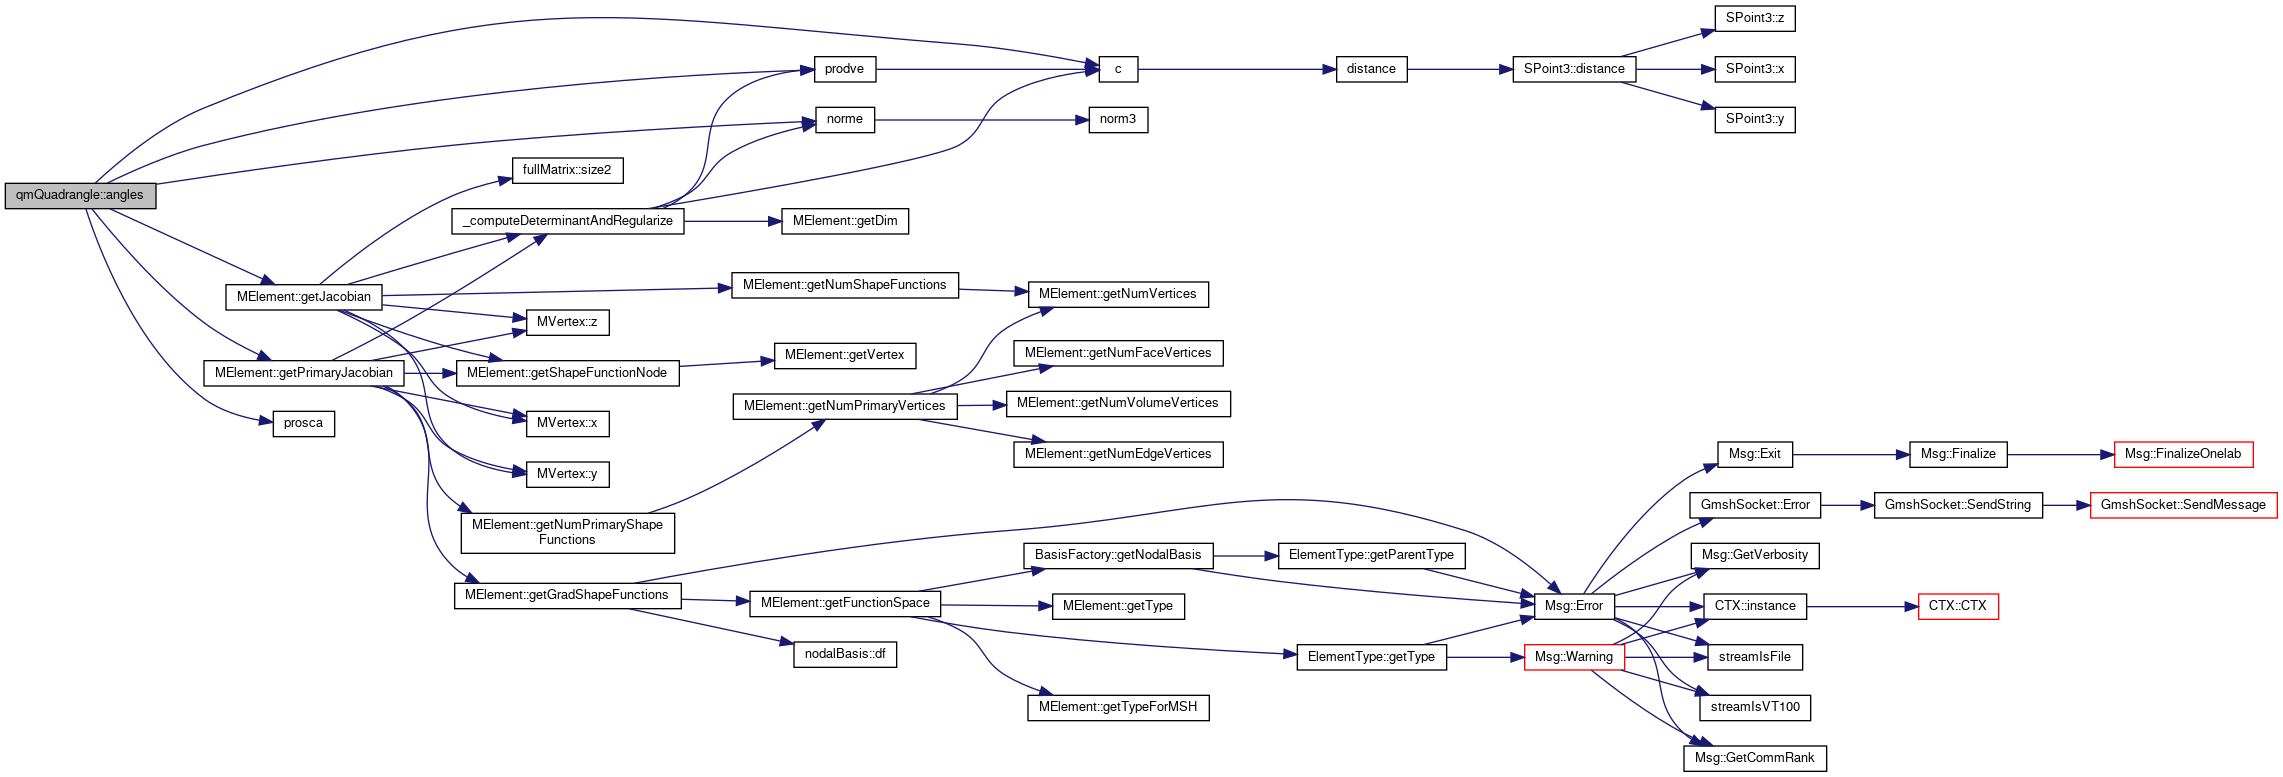 qmQuadrangle::angles
MElement::getJacobian
MElement::getPrimaryJacobian
prosca
fullMatrix::size2
_computeDeterminantAndRegularize
MVertex::z
MElement::getShapeFunctionNode
MVertex::x
MVertex::y
MElement::getNumPrimaryShape
Functions
MElement::getGradShapeFunctions
prodve
norme
MElement::getDim
MElement::getNumShapeFunctions
MElement::getVertex
MElement::getNumPrimaryVertices
MElement::getFunctionSpace
nodalBasis::df
c
norm3
MElement::getNumVertices
MElement::getNumFaceVertices
MElement::getNumVolumeVertices
MElement::getNumEdgeVertices
BasisFactory::getNodalBasis
MElement::getType
MElement::getTypeForMSH
distance
ElementType::getParentType
ElementType::getType
SPoint3::distance
Msg::Error
Msg::Warning
SPoint3::z
SPoint3::x
SPoint3::y
Msg::Exit
GmshSocket::Error
Msg::GetVerbosity
CTX::instance
streamIsFile
streamIsVT100
Msg::GetCommRank
Msg::Finalize
GmshSocket::SendString
CTX::CTX
Msg::FinalizeOnelab
GmshSocket::SendMessage